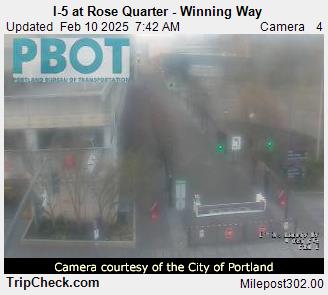 I-5 at Rose Quarter - Winning Way
Updated Feb 10 2025 7:42 AM Camera 4
PBOT
PORTLAND BUREAU OF TRANSPORTATION
Camera courtesy of the City of Portland
TripCheck.com Milepost302.00